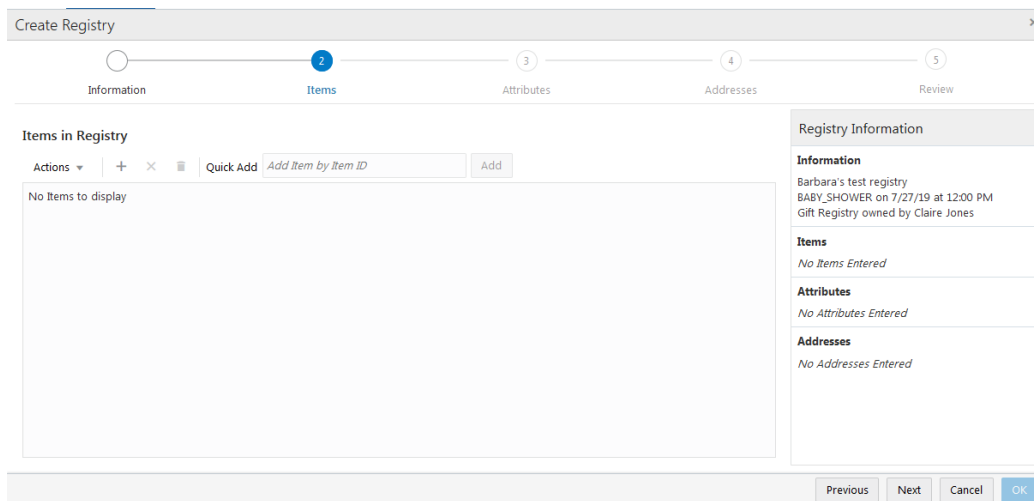 Create Registry
×
2
3
4
5
Information
Items
Attributes
Addresses
Review
Items in Registry
Actions
Quick Add
Add Item by Item ID
Add
No Items to display
Registry Information
Information
Barbara's test registry
BABY_SHOWER on 7/27/19 at 12:00 PM
Gift Registry owned by Claire Jones
Items
No Items Entered
Attributes
No Attributes Entered
Addresses
No Addresses Entered
Previous
Next
Cancel
OK